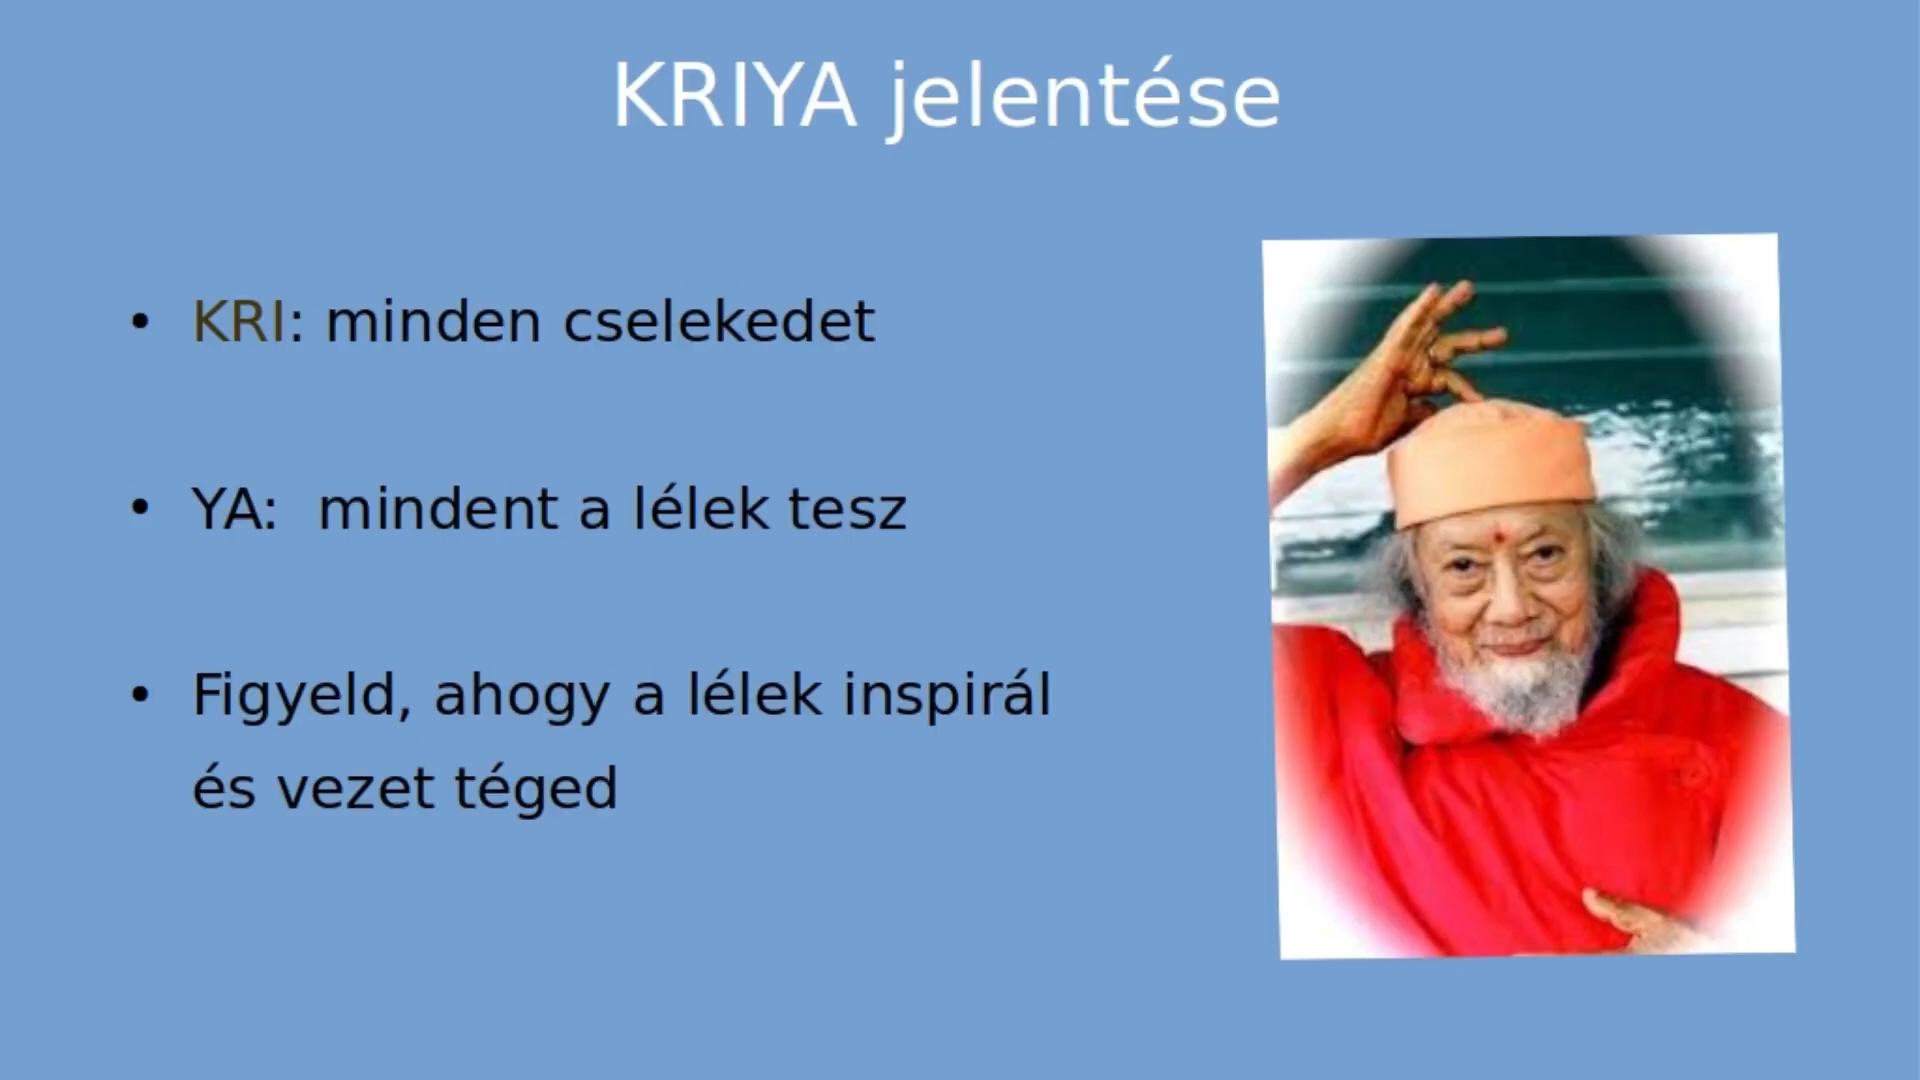 KRIYA jelentése
• KRI: minden cselekedet
• YA:  mindent a lélek tesz
• Figyeld, ahogy a lélek inspirál
és vezet téged